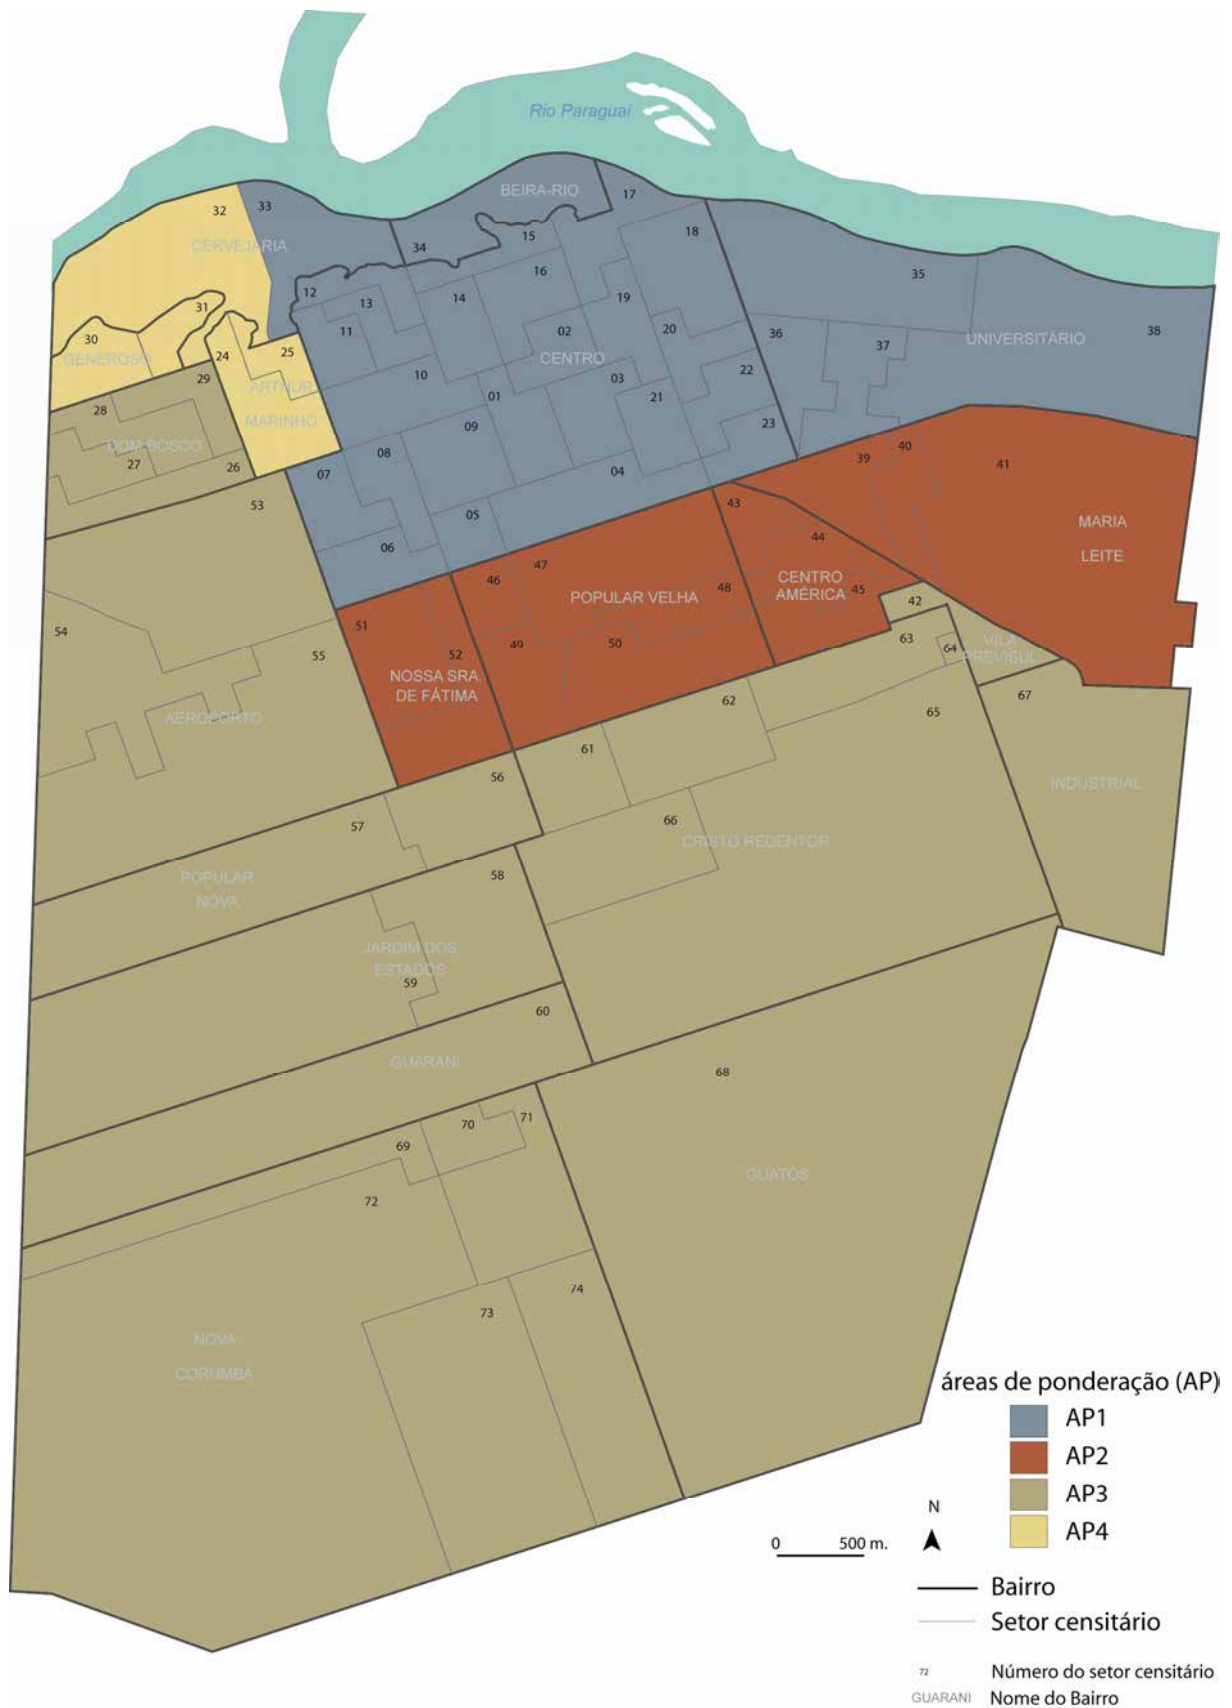 Rio Paraguai
BEIRA-RIO
17
32
33
CERVEJARIA
34
15
18
16
35
12
13
14
19
31
30
11
02
20
36
37
UNIVERSITÁRIO
38
GENEROSO
24
25
CENTRO
29
10
03
22
ARTHUR
MARINHO
01
21
28
DOM BOSCO
09
23
27
26
07
08
04
39
40
41
53
05
43
MARIA
LEITE
06
44
46
47
CENTRO
AMÉRICA
45
48
POPULAR VELHA
42
54
51
55
52
49
50
63
64
VILA
PREVISUL
NOSSA SRA.
DE FÁTIMA
67
62
65
AEROPORTO
61
56
INDUSTRIAL
57
66
CRISTO REDENTOR
POPULAR
NOVA
58
JARDIM DOS
ESTADOS
59
60
GUARANI
68
70
71
69
72
GUATÓS
74
73
NOVA
CORUMBÁ
áreas de ponderação (AP)
AP1
AP2
AP3
AP4
N
0 500 m.
Bairro
Setor censitário
72 Número do setor censitário
GUARANI Nome do Bairro